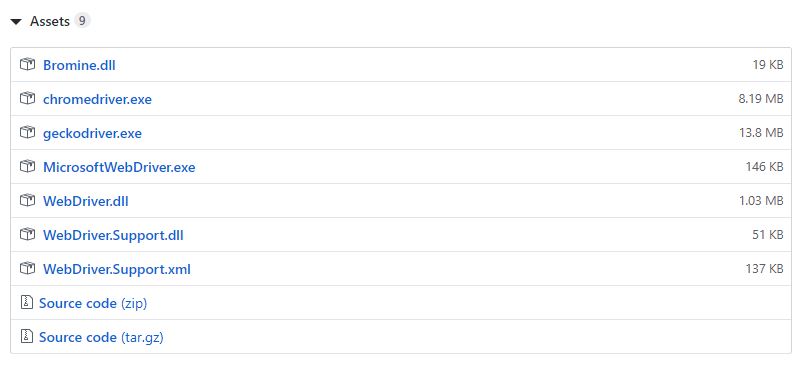 Assets 9
Bromine.dll 19 KB
chromedriver.exe 8.19 MB
geckodriver.exe 13.8 MB
MicrosoftWebDriver.exe 146 KB
WebDriver.dll 1.03 MB
WebDriver.Support.dll 51 KB
WebDriver.Support.xml 137 KB
Source code (zip)
Source code (tar.gz)